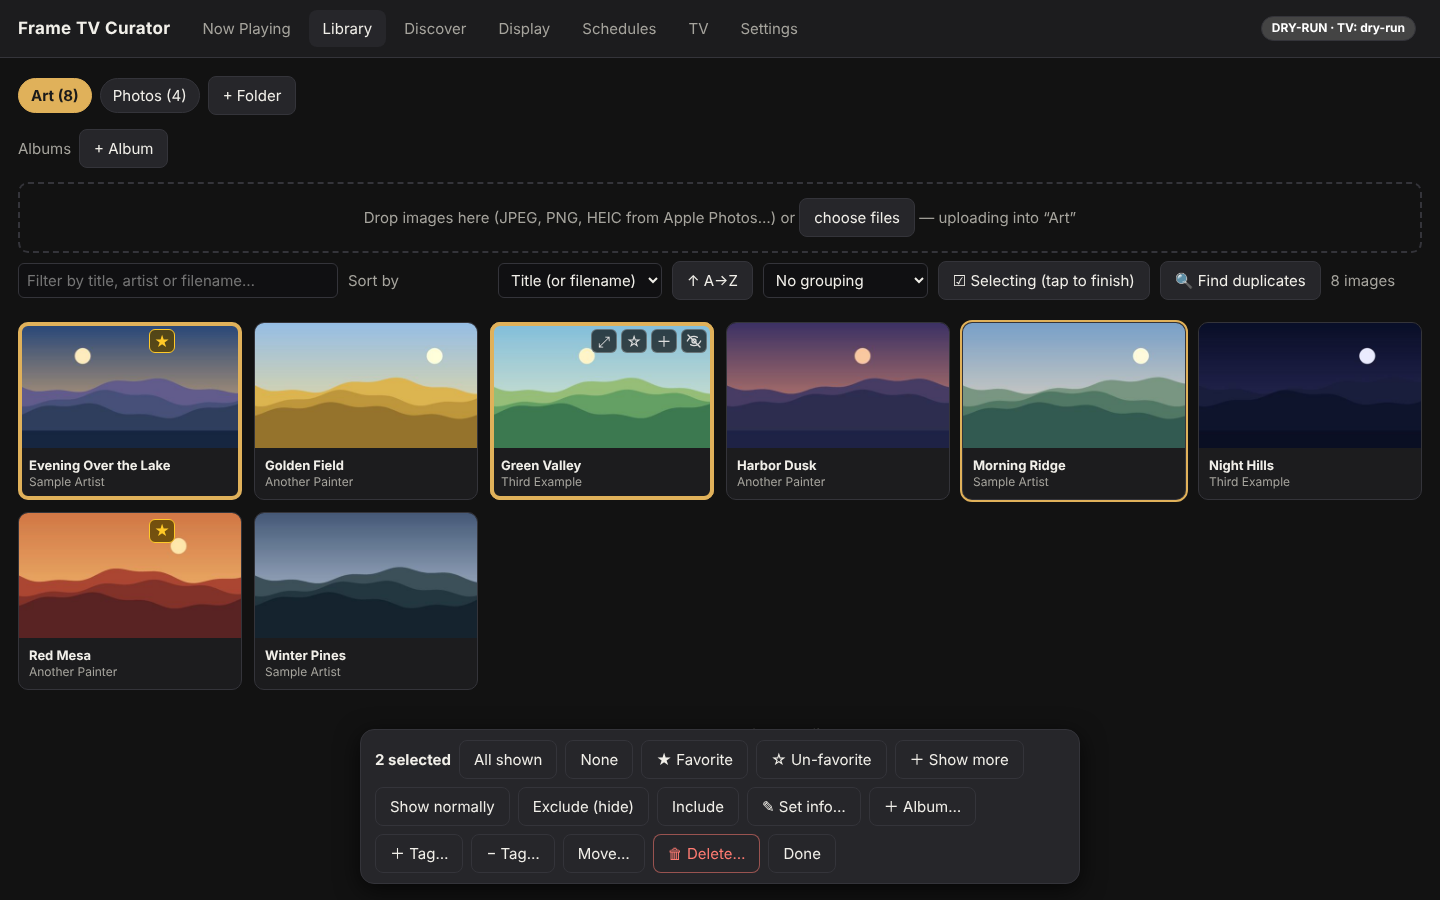 Frame TV Curator Now Playing Library Discover Display Schedules TV Settings DRY-RUN · TV: dry-run
Art (8) Photos (4) + Folder
Albums + Album
Drop images here (JPEG, PNG, HEIC from Apple Photos…) or choose files — uploading into “Art”
Filter by title, artist or filename… Sort by Title (or filename) ↑ A→Z No grouping ☑ Selecting (tap to finish) 🔍 Find duplicates 8 images
Evening Over the Lake Golden Field Green Valley Harbor Dusk Morning Ridge Night Hills
Sample Artist Another Painter Third Example Another Painter Sample Artist Third Example
Red Mesa Winter Pines
Another Painter Sample Artist
2 selected All shown None ★ Favorite ☆ Un-favorite + Show more
Show normally Exclude (hide) Include ✎ Set info… + Album…
+ Tag… − Tag… Move… 🗑 Delete… Done